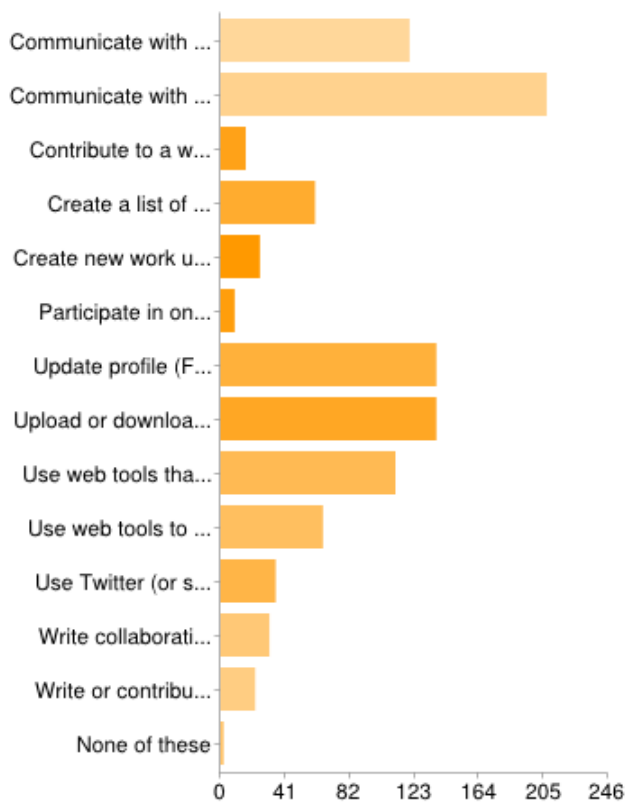 Communicate with ...
Communicate with ...
Contribute to a w...
Create a list of ...
Create new work u...
Participate in on...
Update profile (F...
Upload or downloa...
Use web tools tha...
Use web tools to ...
Use Twitter (or s...
Write collaborati...
Write or contribu...
None of these
0 41 82 123 164 205 246